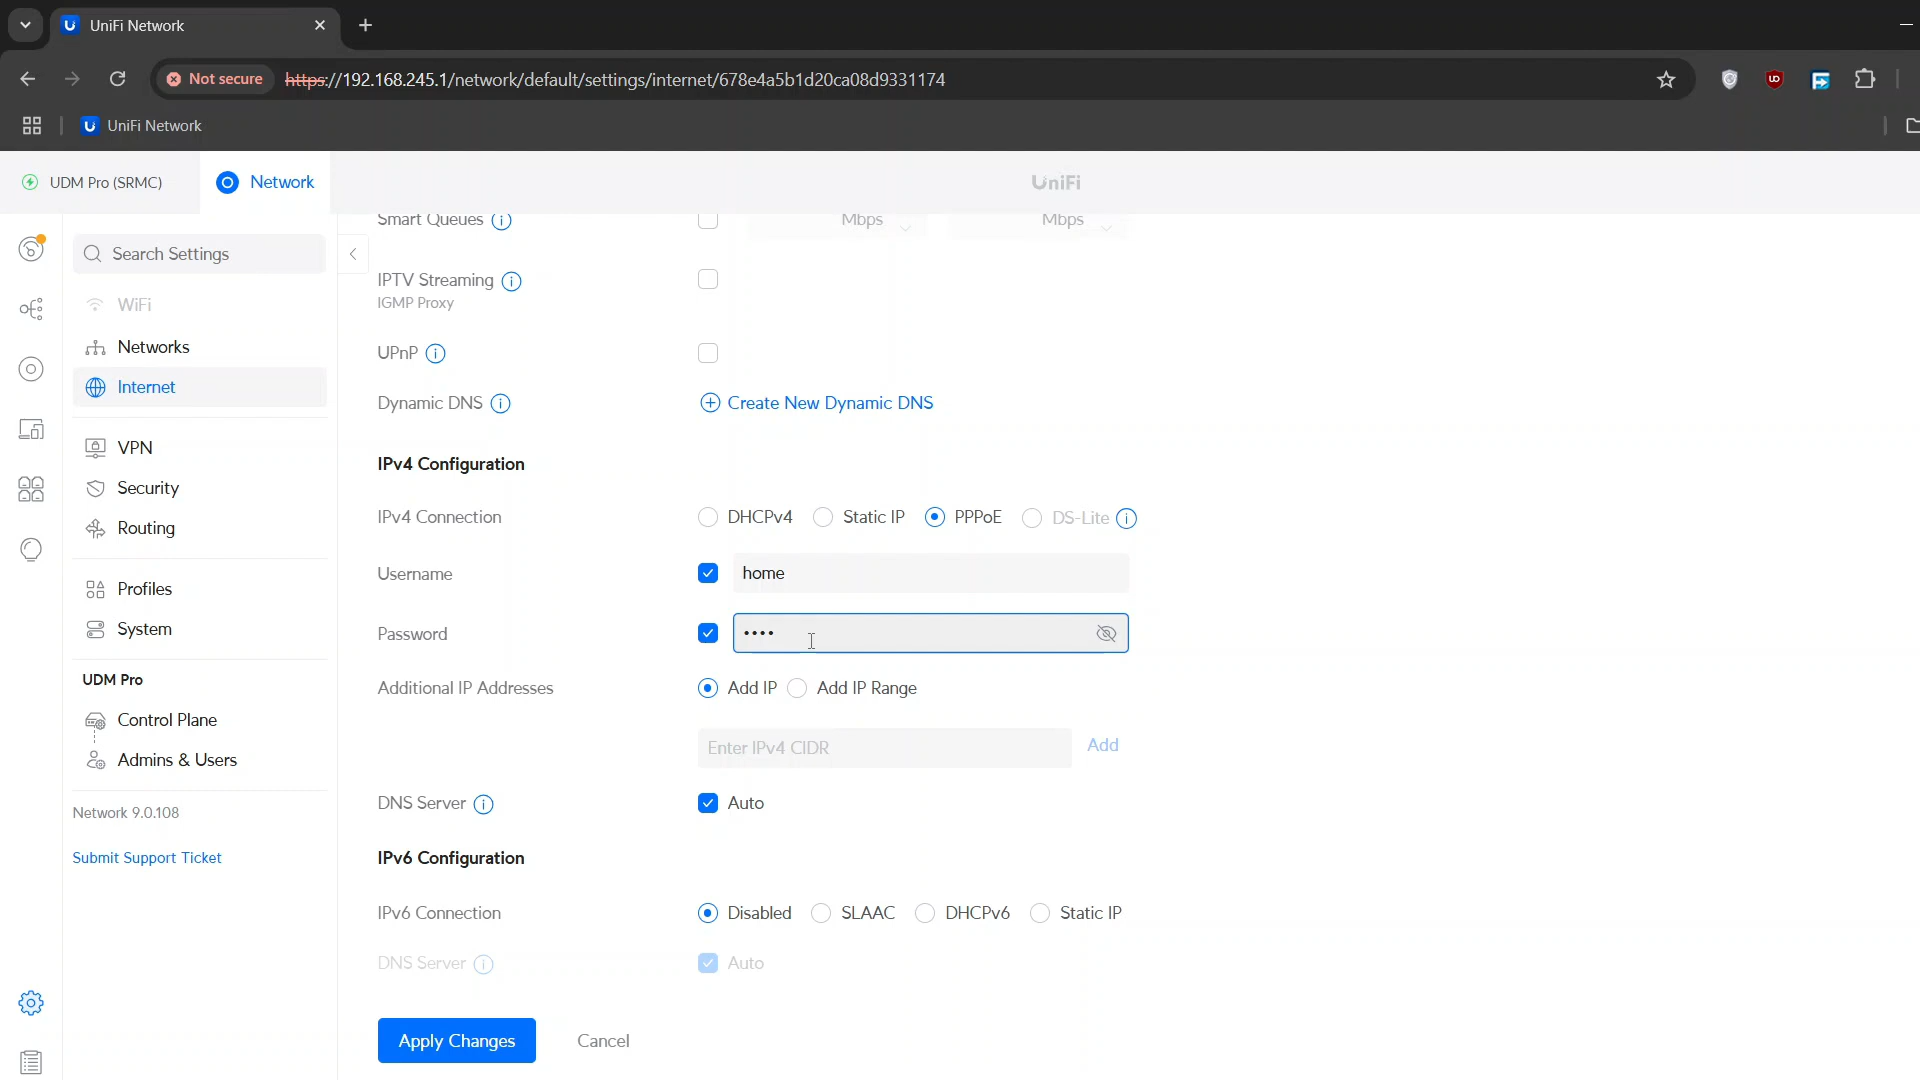 UniFi Network
Not secure
https://192.168.245.1/network/default/settings/internet/678e4a5b1d20ca08d9331174
UniFi Network
UDM Pro (SRMC)
Network
UniFi
Search Settings
WiFi
Networks
Internet
VPN
Security
Routing
Profiles
System
UDM Pro
Control Plane
Admins & Users
Network 9.0.108
Submit Support Ticket
Smart Queues
Mbps
Mbps
IPTV Streaming
IGMP Proxy
UPnP
Dynamic DNS
Create New Dynamic DNS
IPv4 Configuration
IPv4 Connection
DHCPv4
Static IP
PPPoE
DS-Lite
Username
home
Password
••••
Additional IP Addresses
Add IP
Add IP Range
Enter IPv4 CIDR
Add
DNS Server
Auto
IPv6 Configuration
IPv6 Connection
Disabled
SLAAC
DHCPv6
Static IP
DNS Server
Auto
Apply Changes
Cancel